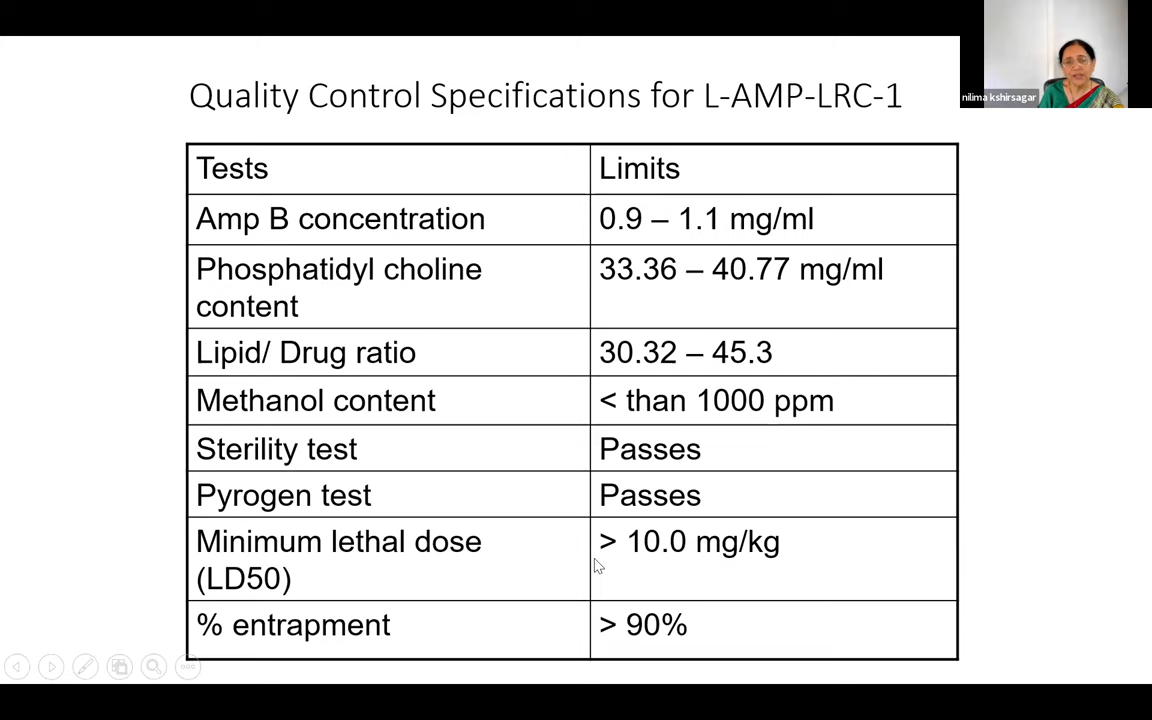 nilima kshirsagar
Quality Control Specifications for L-AMP-LRC-1
Tests
Limits
Amp B concentration
0.9 – 1.1 mg/ml
Phosphatidyl choline
content
33.36 – 40.77 mg/ml
Lipid/ Drug ratio
30.32 – 45.3
Methanol content
< than 1000 ppm
Sterility test
Passes
Pyrogen test
Passes
Minimum lethal dose
(LD50)
> 10.0 mg/kg
% entrapment
> 90%